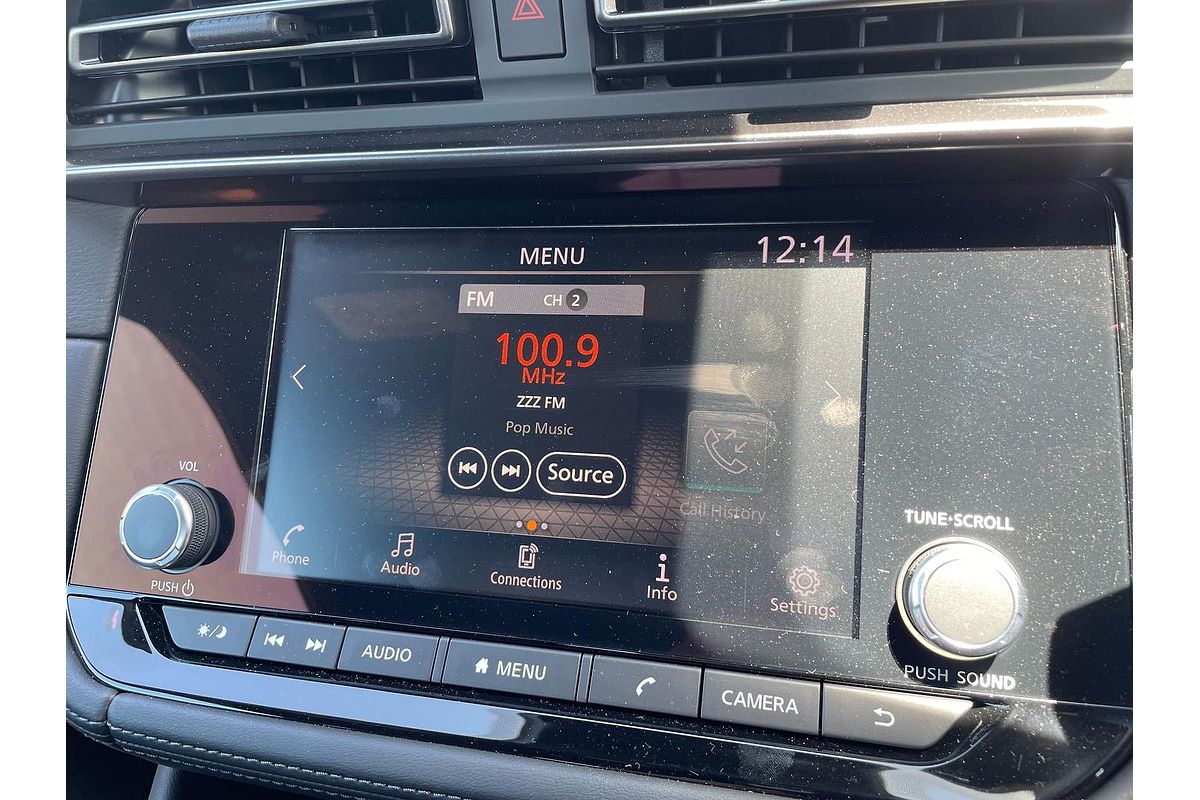 MENU 12:14
FM CH 2
100.9
MHz
ZZZ FM
Pop Music
Source
Call History
Phone Audio Connections Info Settings
VOL
PUSH
TUNE•SCROLL
PUSH SOUND
AUDIO MENU CAMERA